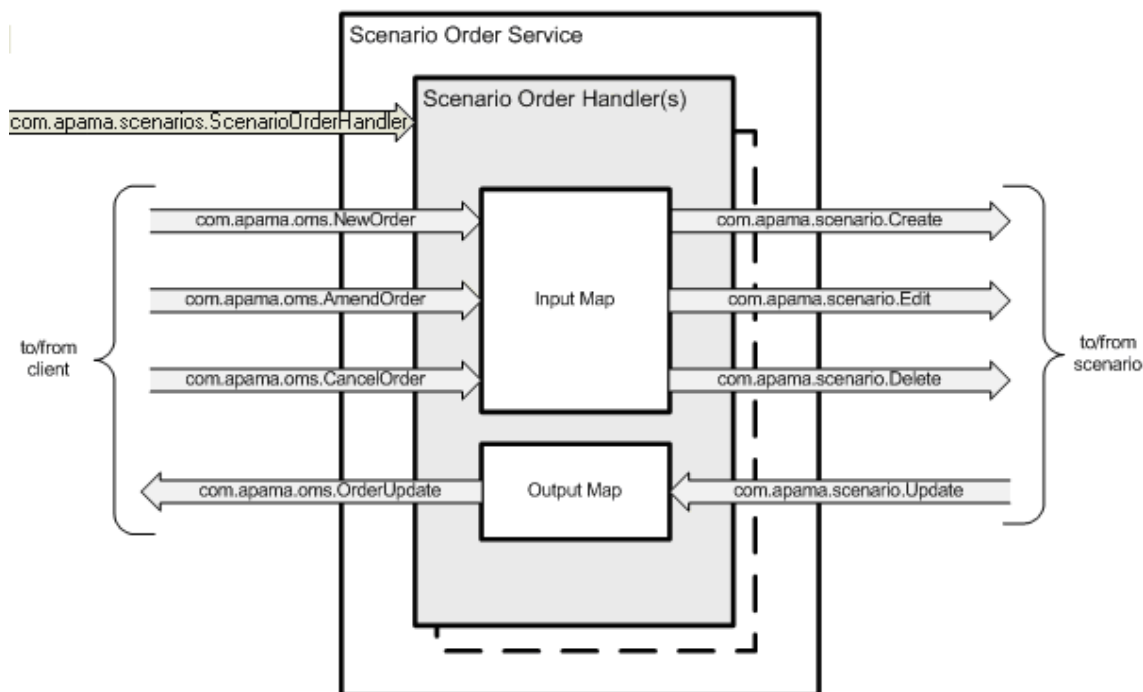 Scenario Order Service
Scenario Order Handler(s)
com.apama.scenarios.ScenarioOrderHandler
com.apama.oms.NewOrder
com.apama.scenario.Create
com.apama.oms.AmendOrder
Input Map
com.apama.scenario.Edit
to/from
client
to/from
scenario
com.apama.oms.CancelOrder
com.apama.scenario.Delete
com.apama.oms.OrderUpdate
Output Map
com.apama.scenario.Update